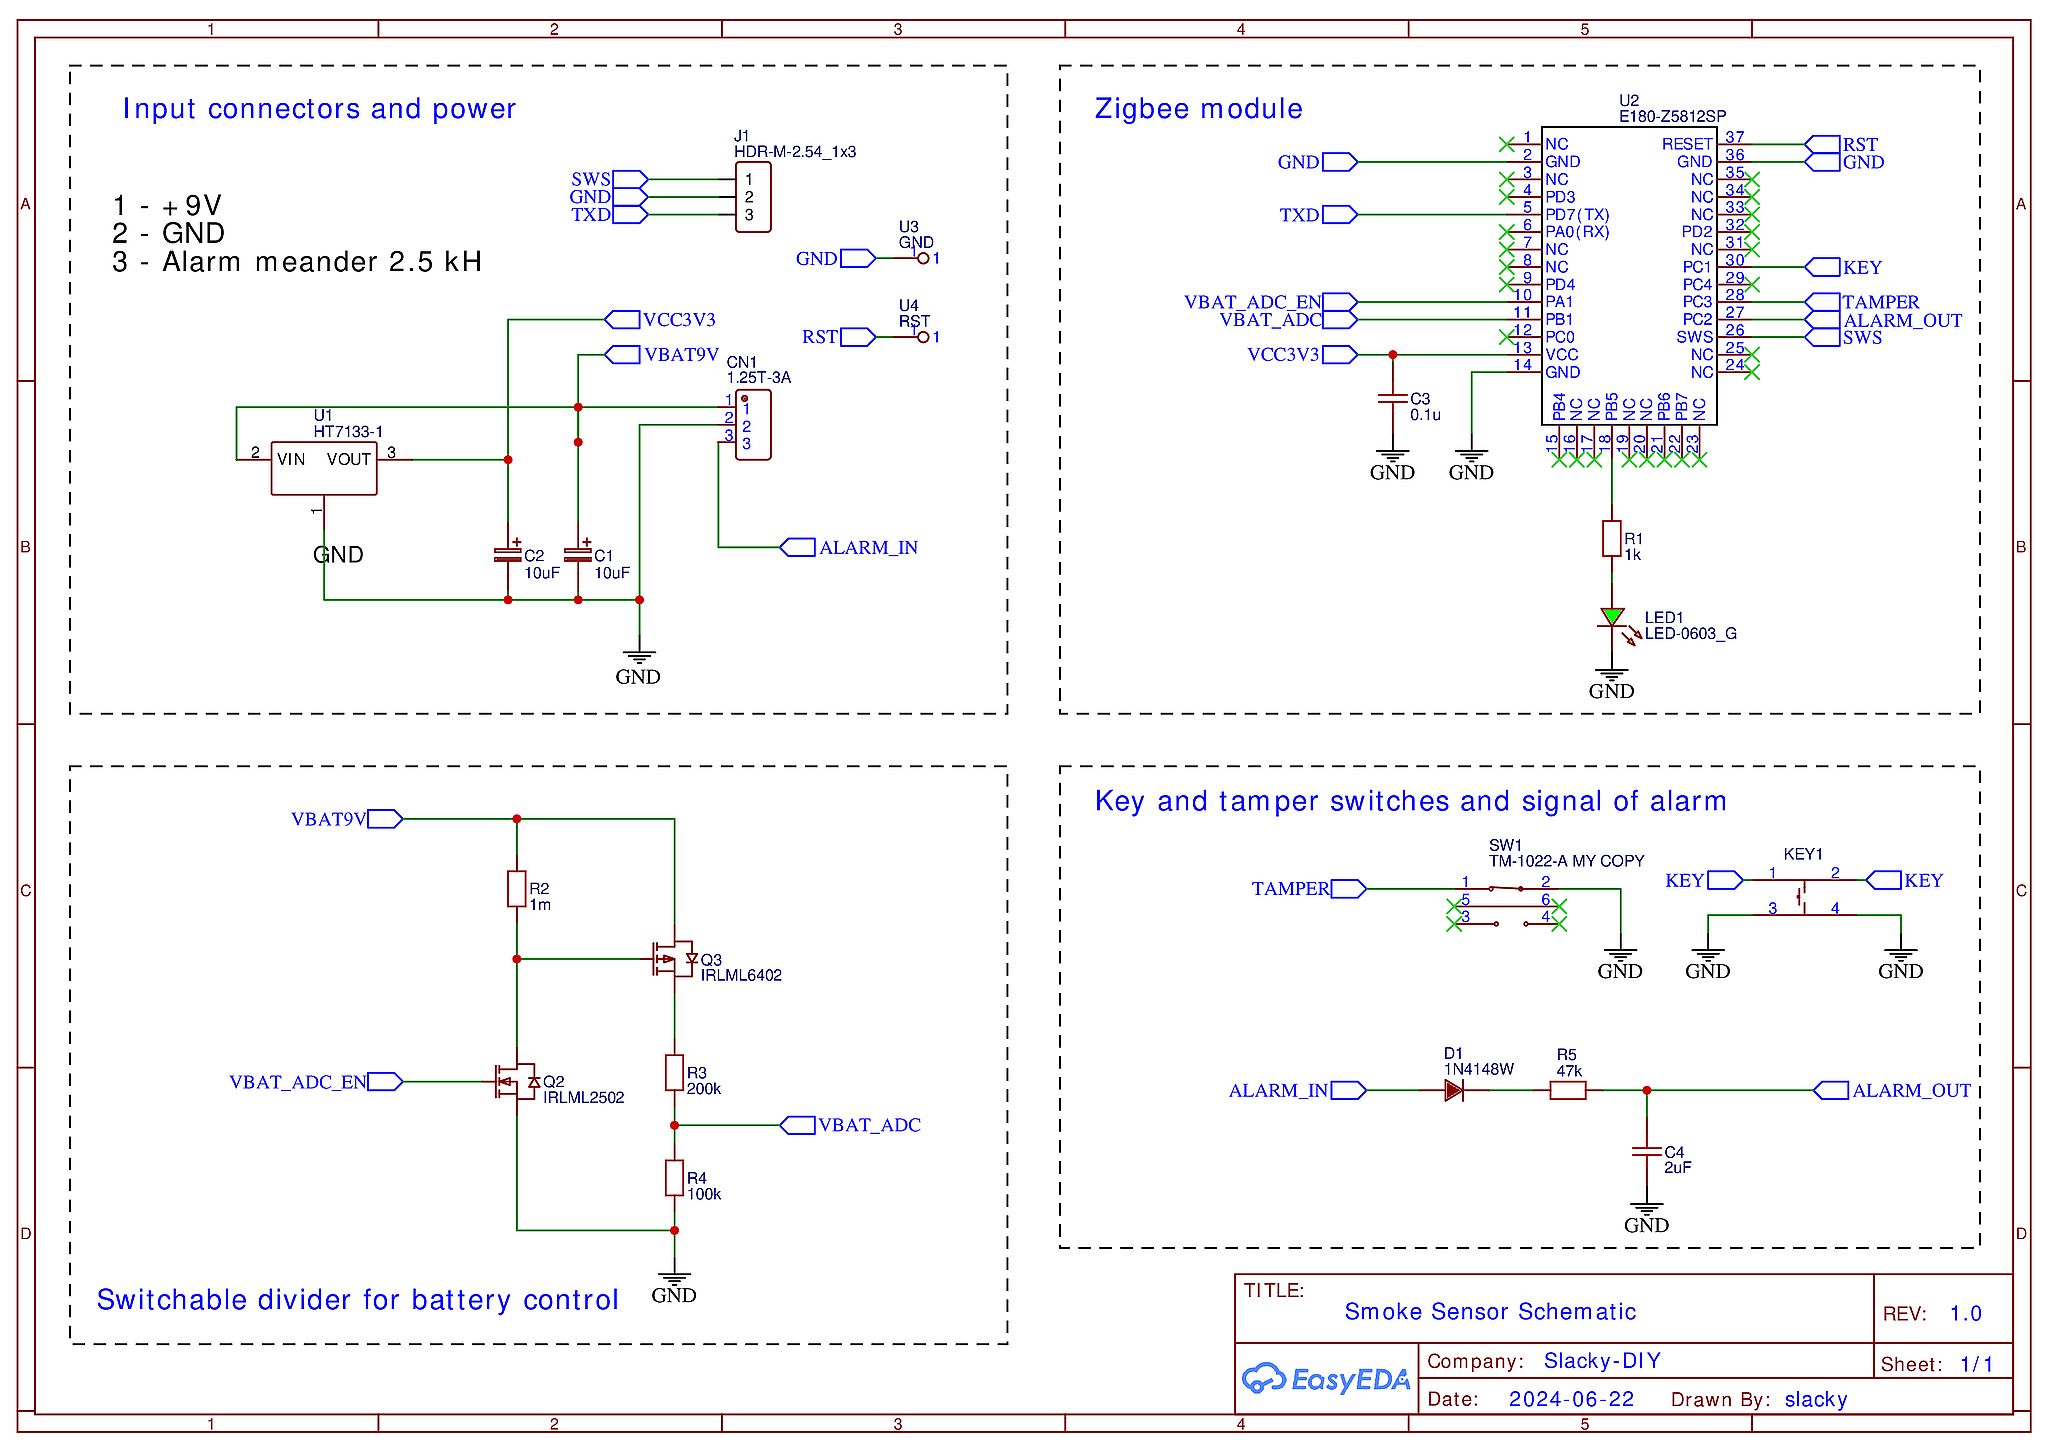 1 2 3 4 5
A
B
C
D
A
B
C
D
Input connectors and power
1 - +9V
2 - GND
3 - Alarm meander 2.5 kH
J1
HDR-M-2.54_1x3
SWS 1
GND 2
TXD 3
U3
GND
GND 1 1
U4
RST
RST 1 1
VCC3V3
VBAT9V
CN1
1.25T-3A
1 1
2 2
3 3
U1
HT7133-1
2 VIN VOUT 3
1
GND
C2
10uF
C1
10uF
ALARM_IN
GND
Zigbee module
U2
E180-Z5812SP
1 NC
GND 2 GND
3 NC
4 PD3
TXD 5 PD7(TX)
6 PA0(RX)
7 NC
8 NC
9 PD4
VBAT_ADC_EN 10 PA1
VBAT_ADC 11 PB1
12 PC0
VCC3V3 13 VCC
14 GND
RESET 37 RST
GND 36 GND
NC 35
NC 34
NC 33
PD2 32
NC 31
PC1 30 KEY
PC4 29
PC3 28 TAMPER
PC2 27 ALARM_OUT
SWS 26 SWS
NC 25
NC 24
PB4 NC NC PB5 NC NC PB6 PB7 NC
15 16 17 18 19 20 21 22 23
C3
0.1u
GND
GND
R1
1k
LED1
LED-0603_G
GND
VBAT9V
R2
1m
Q3
IRLML6402
VBAT_ADC_EN
Q2
IRLML2502
R3
200k
VBAT_ADC
R4
100k
GND
Switchable divider for battery control
Key and tamper switches and signal of alarm
SW1
TM-1022-A MY COPY
TAMPER 1 2
5 6
3 4
GND
KEY1
KEY 1 2 KEY
3 4
GND GND
D1
1N4148W
R5
47k
ALARM_IN
ALARM_OUT
C4
2uF
GND
TITLE:
Smoke Sensor Schematic
REV: 1.0
EasyEDA
Company: Slacky-DIY
Sheet: 1/1
Date: 2024-06-22 Drawn By: slacky
1 2 3 4 5